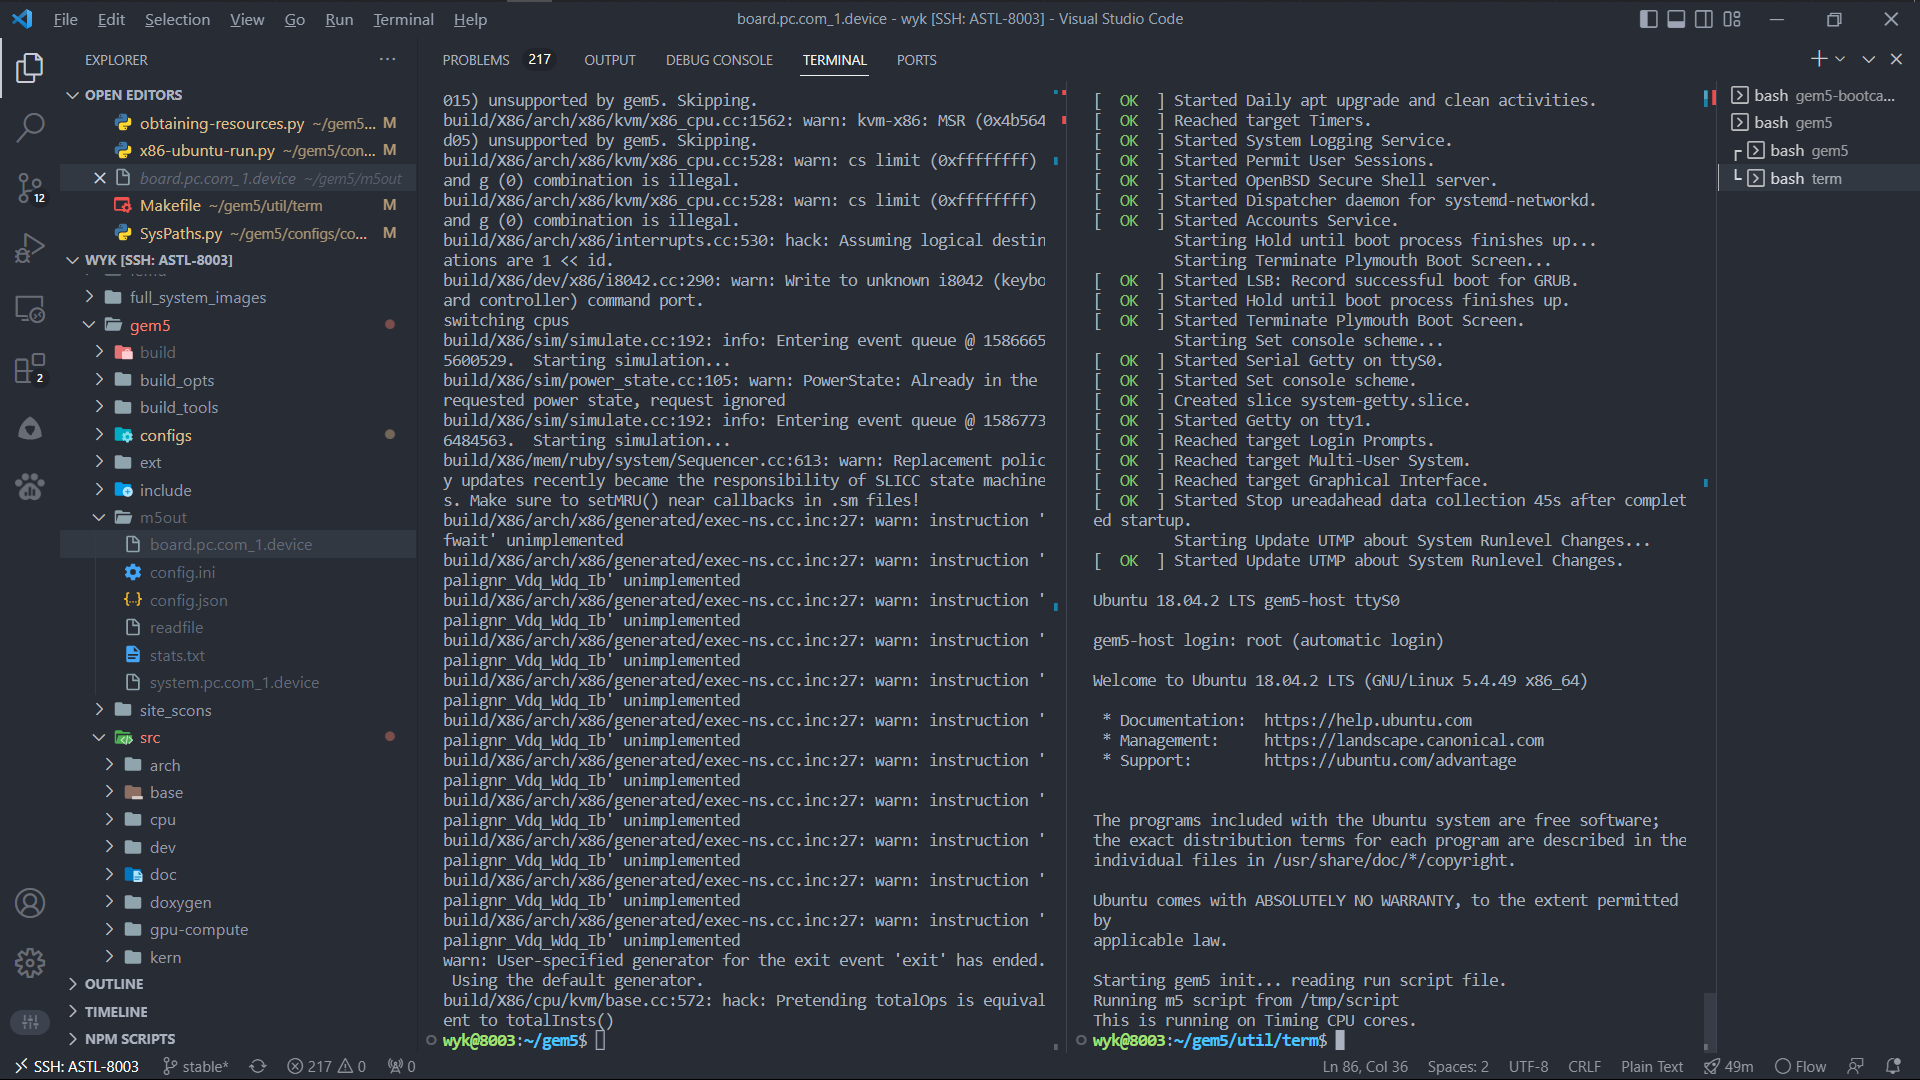 File Edit Selection View Go Run Terminal Help
board.pc.com_1.device - wyk [SSH: ASTL-8003] - Visual Studio Code
EXPLORER
OPEN EDITORS
obtaining-resources.py ~/gem5... M
x86-ubuntu-run.py ~/gem5/con... M
board.pc.com_1.device ~/gem5/m5out
Makefile ~/gem5/util/term M
SysPaths.py ~/gem5/configs/co... M
WYK [SSH: ASTL-8003]
full_system_images
gem5
build
build_opts
build_tools
configs
ext
include
m5out
board.pc.com_1.device
config.ini
config.json
readfile
stats.txt
system.pc.com_1.device
site_scons
src
arch
base
cpu
dev
doc
doxygen
gpu-compute
kern
OUTLINE
TIMELINE
NPM SCRIPTS
12
2
PROBLEMS 217 OUTPUT DEBUG CONSOLE TERMINAL PORTS
015) unsupported by gem5. Skipping.
build/X86/arch/x86/kvm/x86_cpu.cc:1562: warn: kvm-x86: MSR (0x4b564
d05) unsupported by gem5. Skipping.
build/X86/arch/x86/kvm/x86_cpu.cc:528: warn: cs limit (0xffffffff)
and g (0) combination is illegal.
build/X86/arch/x86/kvm/x86_cpu.cc:528: warn: cs limit (0xffffffff)
and g (0) combination is illegal.
build/X86/arch/x86/interrupts.cc:530: hack: Assuming logical destin
ations are 1 << id.
build/X86/dev/x86/i8042.cc:290: warn: Write to unknown i8042 (keybo
ard controller) command port.
switching cpus
build/X86/sim/simulate.cc:192: info: Entering event queue @ 1586665
5600529.  Starting simulation...
build/X86/sim/power_state.cc:105: warn: PowerState: Already in the
requested power state, request ignored
build/X86/sim/simulate.cc:192: info: Entering event queue @ 1586773
6484563.  Starting simulation...
build/X86/mem/ruby/system/Sequencer.cc:613: warn: Replacement polic
y updates recently became the responsibility of SLICC state machine
s. Make sure to setMRU() near callbacks in .sm files!
build/X86/arch/x86/generated/exec-ns.cc.inc:27: warn: instruction '
fwait' unimplemented
build/X86/arch/x86/generated/exec-ns.cc.inc:27: warn: instruction '
palignr_Vdq_Wdq_Ib' unimplemented
build/X86/arch/x86/generated/exec-ns.cc.inc:27: warn: instruction '
palignr_Vdq_Wdq_Ib' unimplemented
build/X86/arch/x86/generated/exec-ns.cc.inc:27: warn: instruction '
palignr_Vdq_Wdq_Ib' unimplemented
build/X86/arch/x86/generated/exec-ns.cc.inc:27: warn: instruction '
palignr_Vdq_Wdq_Ib' unimplemented
build/X86/arch/x86/generated/exec-ns.cc.inc:27: warn: instruction '
palignr_Vdq_Wdq_Ib' unimplemented
build/X86/arch/x86/generated/exec-ns.cc.inc:27: warn: instruction '
palignr_Vdq_Wdq_Ib' unimplemented
build/X86/arch/x86/generated/exec-ns.cc.inc:27: warn: instruction '
palignr_Vdq_Wdq_Ib' unimplemented
build/X86/arch/x86/generated/exec-ns.cc.inc:27: warn: instruction '
palignr_Vdq_Wdq_Ib' unimplemented
build/X86/arch/x86/generated/exec-ns.cc.inc:27: warn: instruction '
palignr_Vdq_Wdq_Ib' unimplemented
build/X86/arch/x86/generated/exec-ns.cc.inc:27: warn: instruction '
palignr_Vdq_Wdq_Ib' unimplemented
warn: User-specified generator for the exit event 'exit' has ended.
 Using the default generator.
build/X86/cpu/kvm/base.cc:572: hack: Pretending totalOps is equival
ent to totalInsts()
wyk@8003:~/gem5$
[  OK  ] Started Daily apt upgrade and clean activities.
[  OK  ] Reached target Timers.
[  OK  ] Started System Logging Service.
[  OK  ] Started Permit User Sessions.
[  OK  ] Started OpenBSD Secure Shell server.
[  OK  ] Started Dispatcher daemon for systemd-networkd.
[  OK  ] Started Accounts Service.
Starting Hold until boot process finishes up...
Starting Terminate Plymouth Boot Screen...
[  OK  ] Started LSB: Record successful boot for GRUB.
[  OK  ] Started Hold until boot process finishes up.
[  OK  ] Started Terminate Plymouth Boot Screen.
Starting Set console scheme...
[  OK  ] Started Serial Getty on ttyS0.
[  OK  ] Started Set console scheme.
[  OK  ] Created slice system-getty.slice.
[  OK  ] Started Getty on tty1.
[  OK  ] Reached target Login Prompts.
[  OK  ] Reached target Multi-User System.
[  OK  ] Reached target Graphical Interface.
[  OK  ] Started Stop ureadahead data collection 45s after complet
ed startup.
Starting Update UTMP about System Runlevel Changes...
[  OK  ] Started Update UTMP about System Runlevel Changes.
Ubuntu 18.04.2 LTS gem5-host ttyS0
gem5-host login: root (automatic login)
Welcome to Ubuntu 18.04.2 LTS (GNU/Linux 5.4.49 x86_64)
* Documentation:  https://help.ubuntu.com
* Management:     https://landscape.canonical.com
* Support:        https://ubuntu.com/advantage
The programs included with the Ubuntu system are free software;
the exact distribution terms for each program are described in the
individual files in /usr/share/doc/*/copyright.
Ubuntu comes with ABSOLUTELY NO WARRANTY, to the extent permitted
by
applicable law.
Starting gem5 init... reading run script file.
Running m5 script from /tmp/script
This is running on Timing CPU cores.
wyk@8003:~/gem5/util/term$
bash gem5-bootca...
bash gem5
bash gem5
bash term
SSH: ASTL-8003 stable* 217 0 0
Ln 86, Col 36 Spaces: 2 UTF-8 CRLF Plain Text 49m Flow